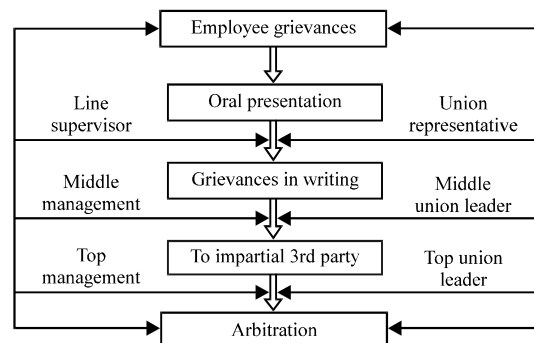 Employee grievances
Oral presentation
Line
supervisor
Union
representative
Grievances in writing
Middle
management
Middle
union leader
To impartial 3rd party
Top
management
Top union
leader
Arbitration